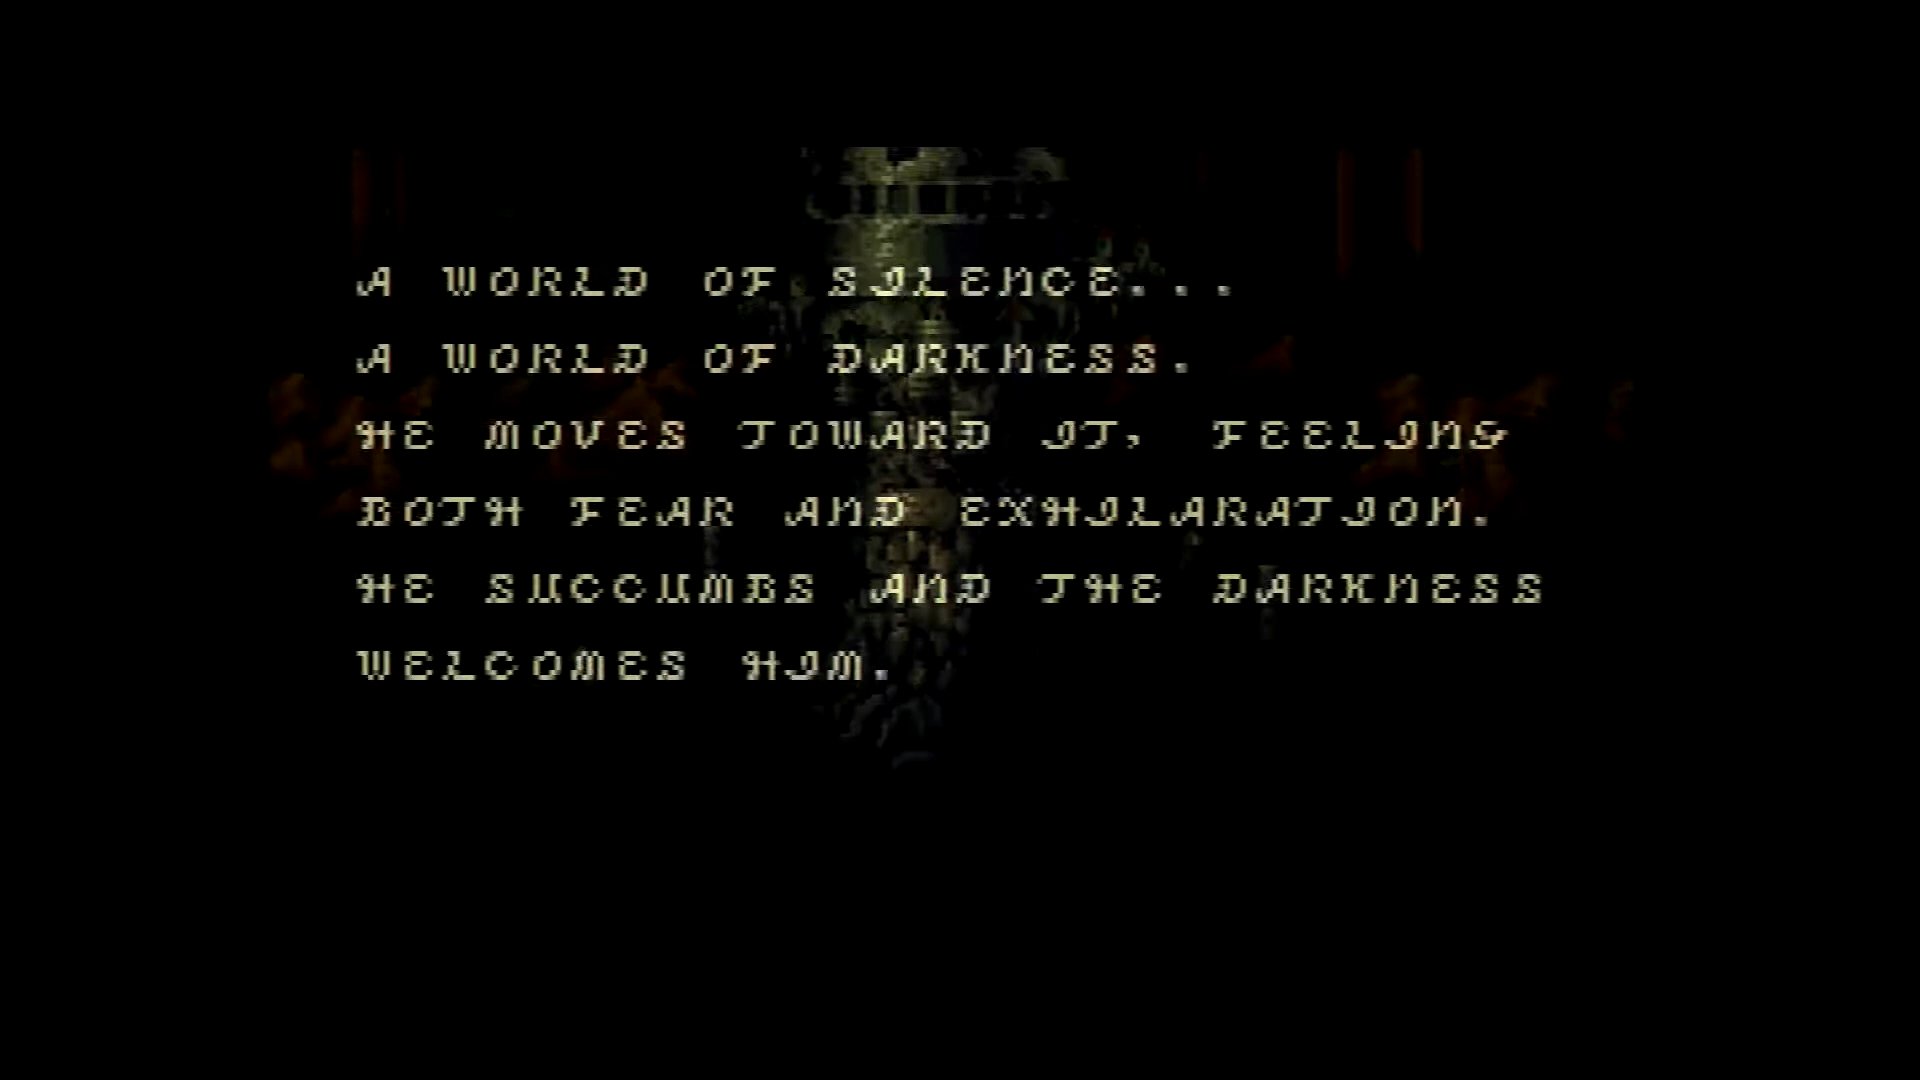 A WORLD OF SILENCE...
A WORLD OF DARKNESS.
HE MOVES TOWARD IT, FEELING
BOTH FEAR AND EXHILARATION.
HE SUCCUMBS AND THE DARKNESS
WELCOMES HIM.